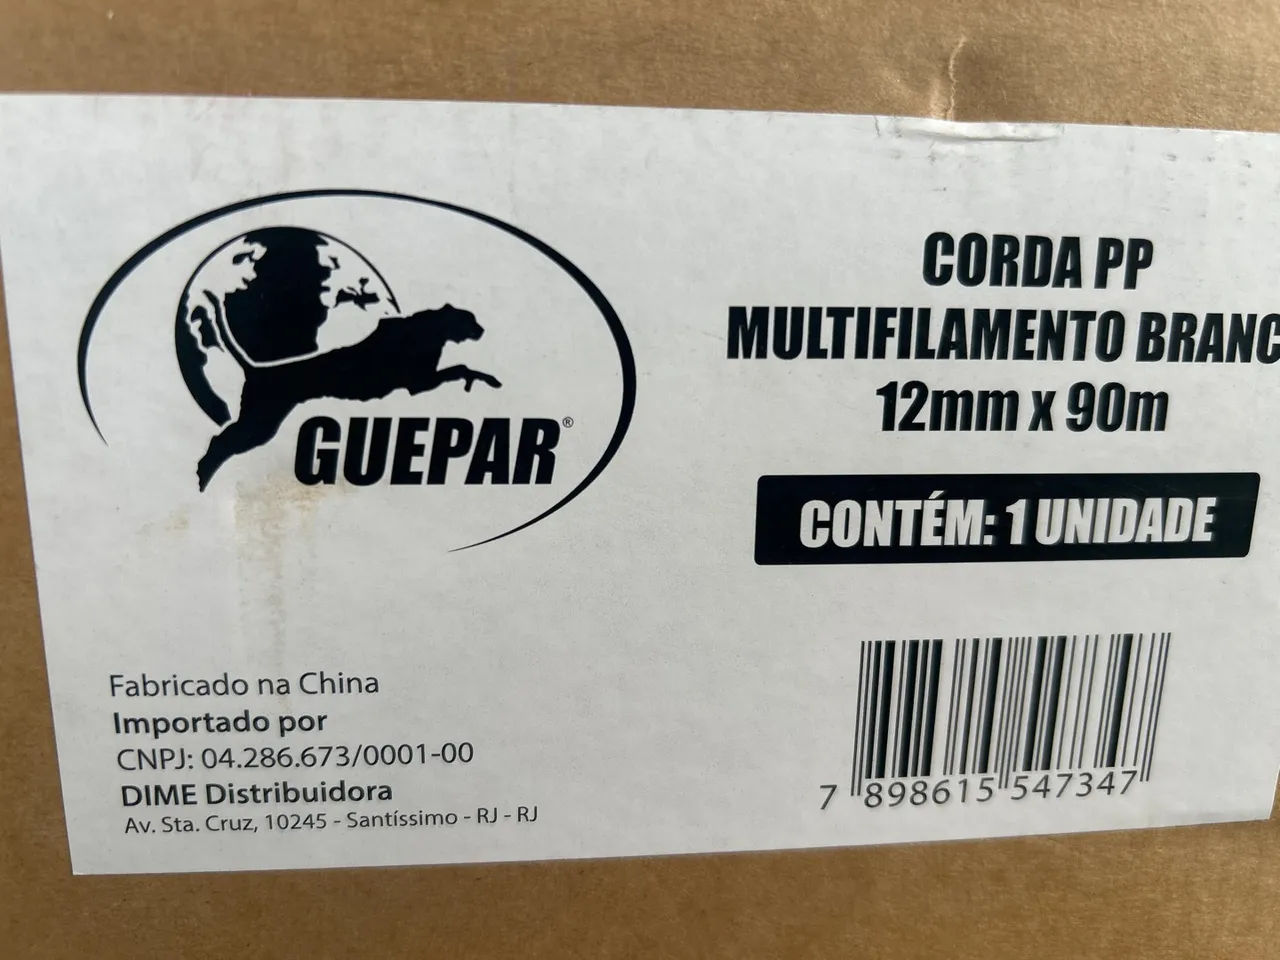 GUEPAR®
CORDA PP
MULTIFILAMENTO BRANC
12mm x 90m
CONTÉM: 1 UNIDADE
Fabricado na China
Importado por
CNPJ: 04.286.673/0001-00
DIME Distribuidora
Av. Sta. Cruz, 10245 - Santíssimo - RJ - RJ
7 898615 547347